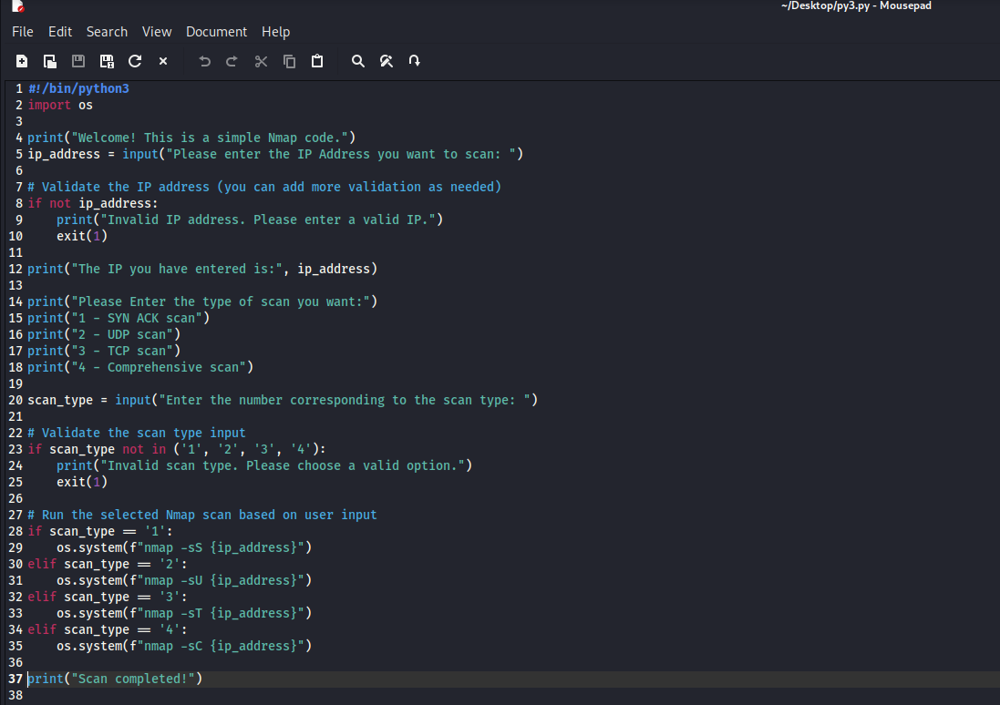 ~/Desktop/py3.py - Mousepad
File Edit Search View Document Help
1 #!/bin/python3
2 import os
3
4 print("Welcome! This is a simple Nmap code.")
5 ip_address = input("Please enter the IP Address you want to scan: ")
6
7 # Validate the IP address (you can add more validation as needed)
8 if not ip_address:
9     print("Invalid IP address. Please enter a valid IP.")
10     exit(1)
11
12 print("The IP you have entered is:", ip_address)
13
14 print("Please Enter the type of scan you want:")
15 print("1 - SYN ACK scan")
16 print("2 - UDP scan")
17 print("3 - TCP scan")
18 print("4 - Comprehensive scan")
19
20 scan_type = input("Enter the number corresponding to the scan type: ")
21
22 # Validate the scan type input
23 if scan_type not in ('1', '2', '3', '4'):
24     print("Invalid scan type. Please choose a valid option.")
25     exit(1)
26
27 # Run the selected Nmap scan based on user input
28 if scan_type == '1':
29     os.system(f"nmap -sS {ip_address}")
30 elif scan_type == '2':
31     os.system(f"nmap -sU {ip_address}")
32 elif scan_type == '3':
33     os.system(f"nmap -sT {ip_address}")
34 elif scan_type == '4':
35     os.system(f"nmap -sC {ip_address}")
36
37 print("Scan completed!")
38